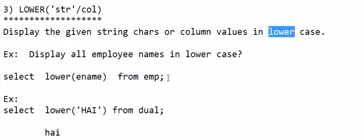 3) LOWER('str'/col)
*******************
Display the given string chars or column values in lower case.
Ex: Display all employee names in lower case?
select lower(ename) from emp;
Ex:
select lower('HAI') from dual;
hai